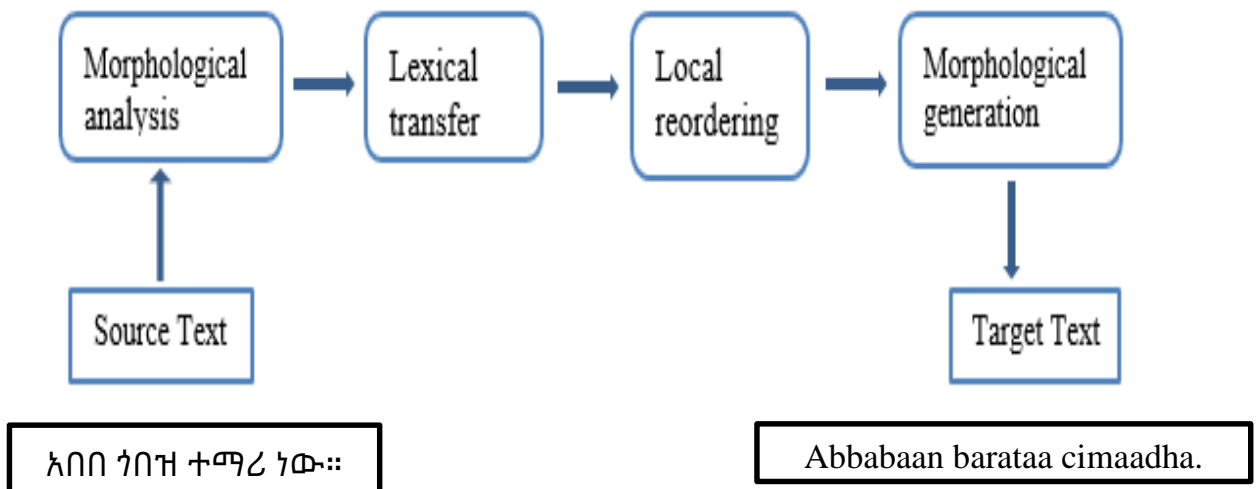 Morphological
analysis
Lexical
transfer
Local
reordering
Morphological
generation
Source Text
Target Text
አበበ ጎበዝ ተማሪ ነው።
Abbabaan barataa cimaadha.